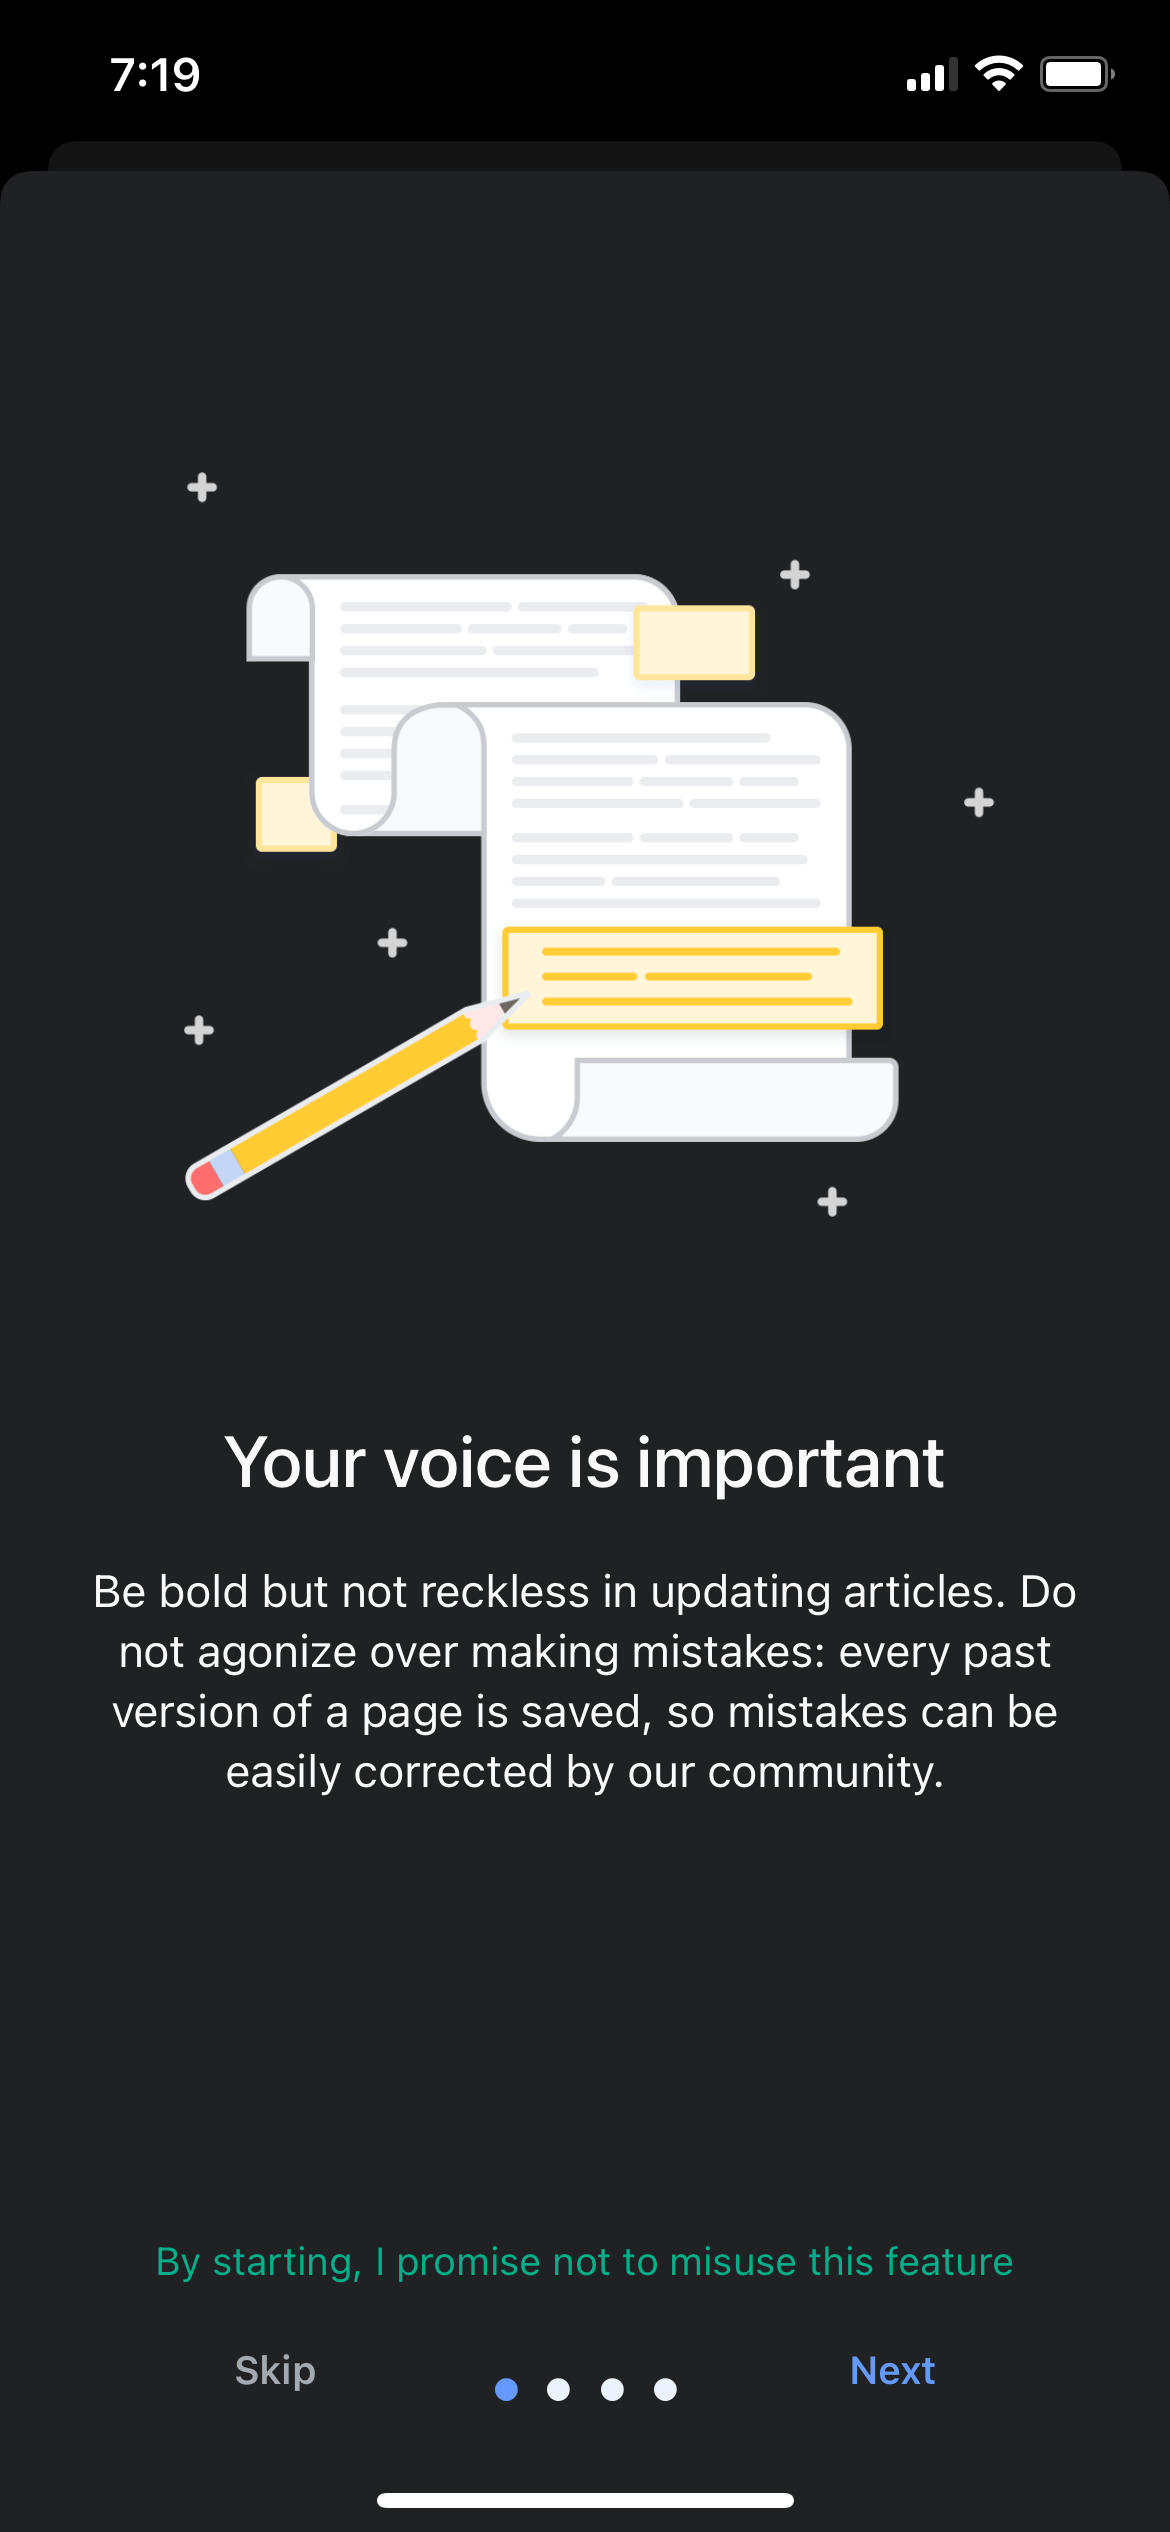 7:19
Your voice is important
Be bold but not reckless in updating articles. Do
not agonize over making mistakes: every past
version of a page is saved, so mistakes can be
easily corrected by our community.
By starting, I promise not to misuse this feature
Skip
Next